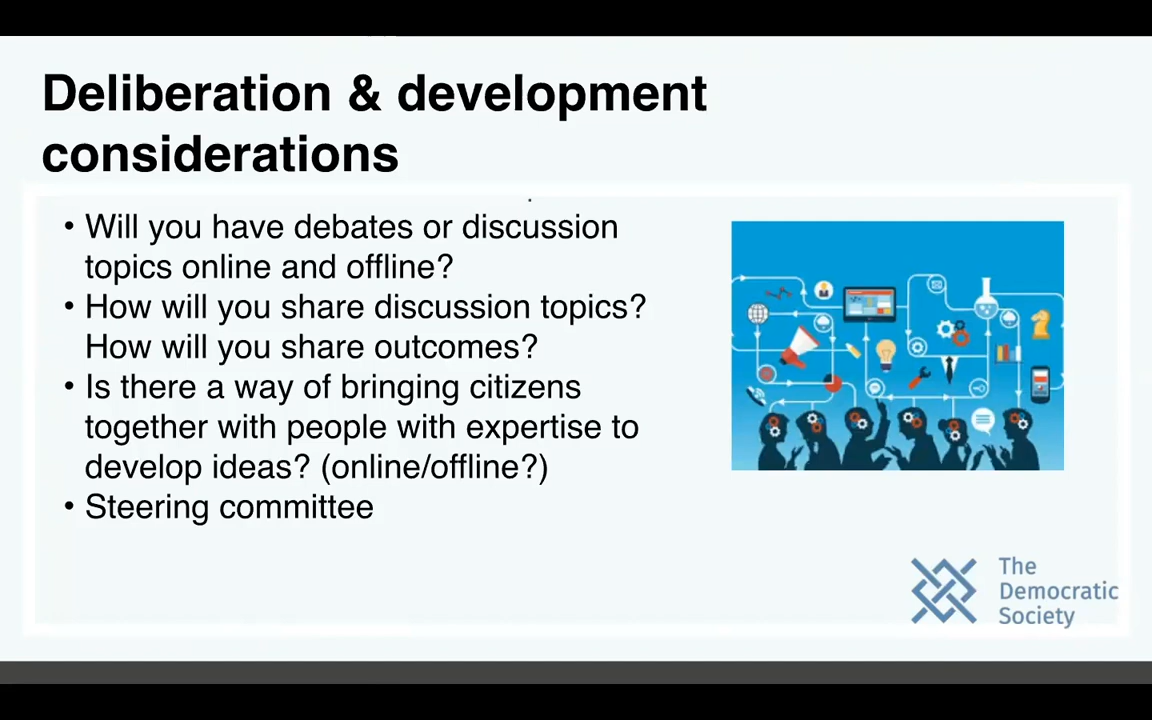 Deliberation & development
considerations
• Will you have debates or discussion
topics online and offline?
• How will you share discussion topics?
How will you share outcomes?
• Is there a way of bringing citizens
together with people with expertise to
develop ideas? (online/offline?)
• Steering committee
The
Democratic
Society